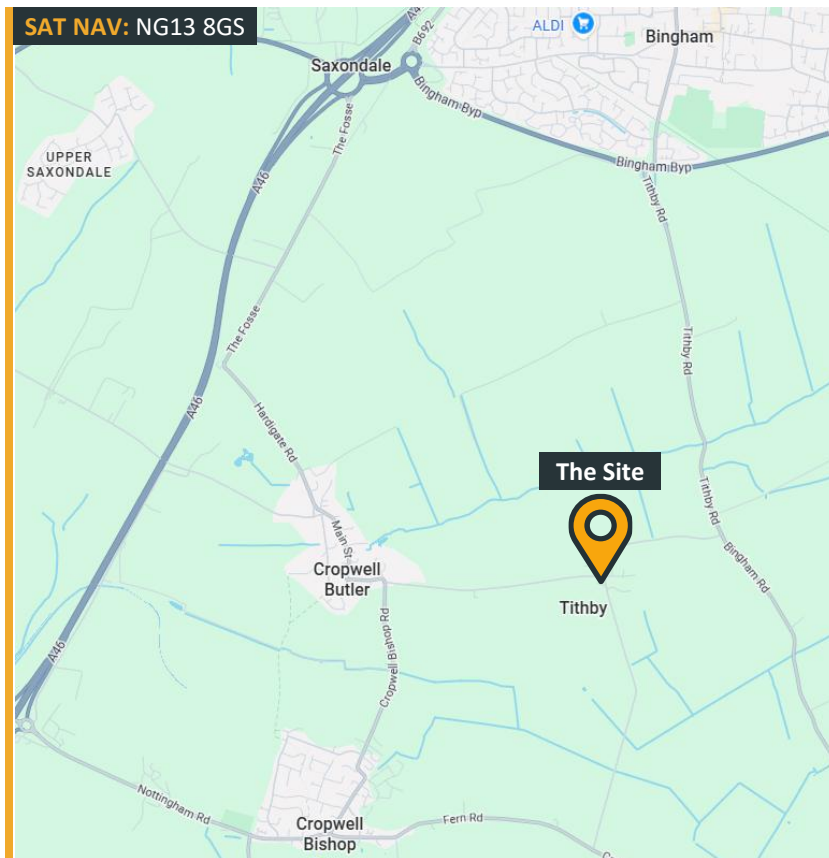 SAT NAV: NG13 8GS
ALDI
B692
Bingham
Saxondale
Bingham Byp
The Fosse
UPPER
SAXONDALE
A46
Bingham Byp
Tithby Rd
The Fosse
Tithby Rd
A46
Hardigate Rd
The Site
Tithby Rd
Main St
Bingham Rd
Cropwell
Butler
Tithby
Cropwell Bishop Rd
A46
Nottingham Rd
Cropwell
Bishop
Fern Rd